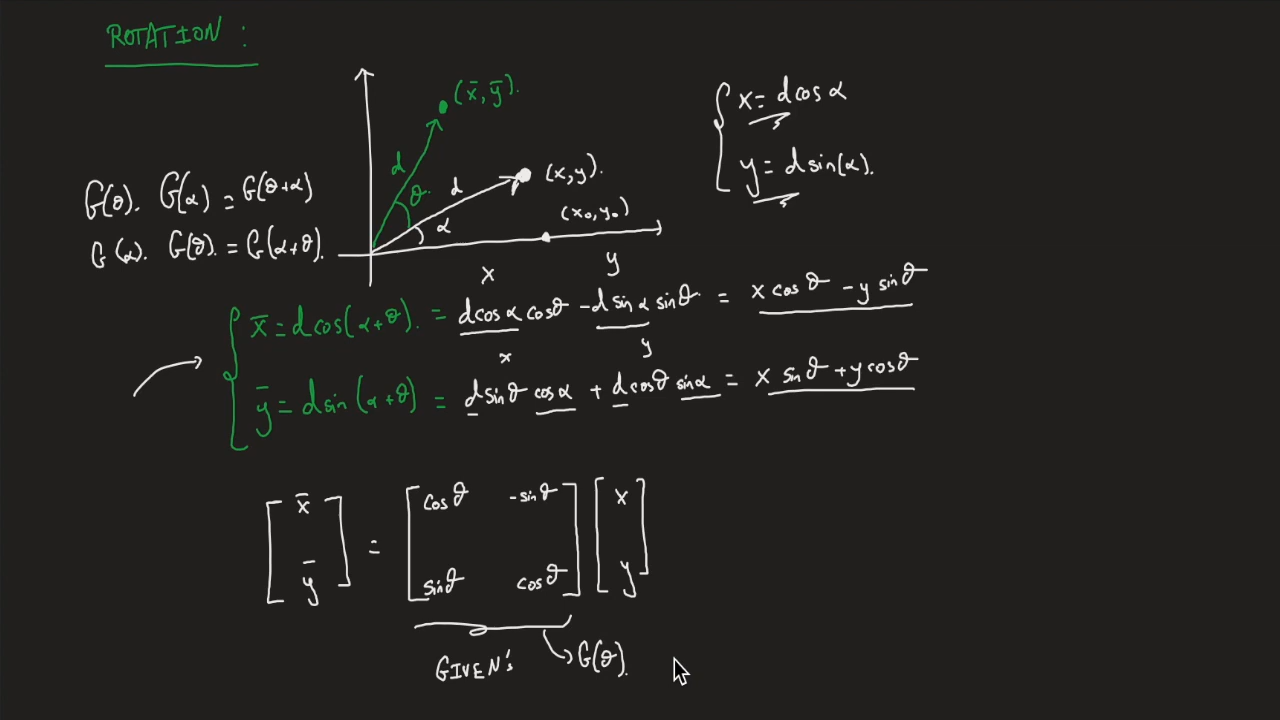 ROTATION :
(x̄, ȳ).
x = d cos α
y = d sin(α).
d
θ.
d
(x, y).
α
(x₀, y₀)
G(ϑ). G(α) = G(ϑ+α)
G(α). G(ϑ). = G(α+ϑ).
x y
x̄ = d cos(α+ϑ). = d cos α cos ϑ - d sin α sin ϑ. = x cos ϑ - y sin ϑ
x y
ȳ = d sin(α+ϑ) = d sin ϑ cos α + d cos ϑ sin α = x sin ϑ + y cos ϑ
[x̄ ȳ] = [cos ϑ -sin ϑ sin ϑ cos ϑ] [x y]
GIVEN's G(ϑ).